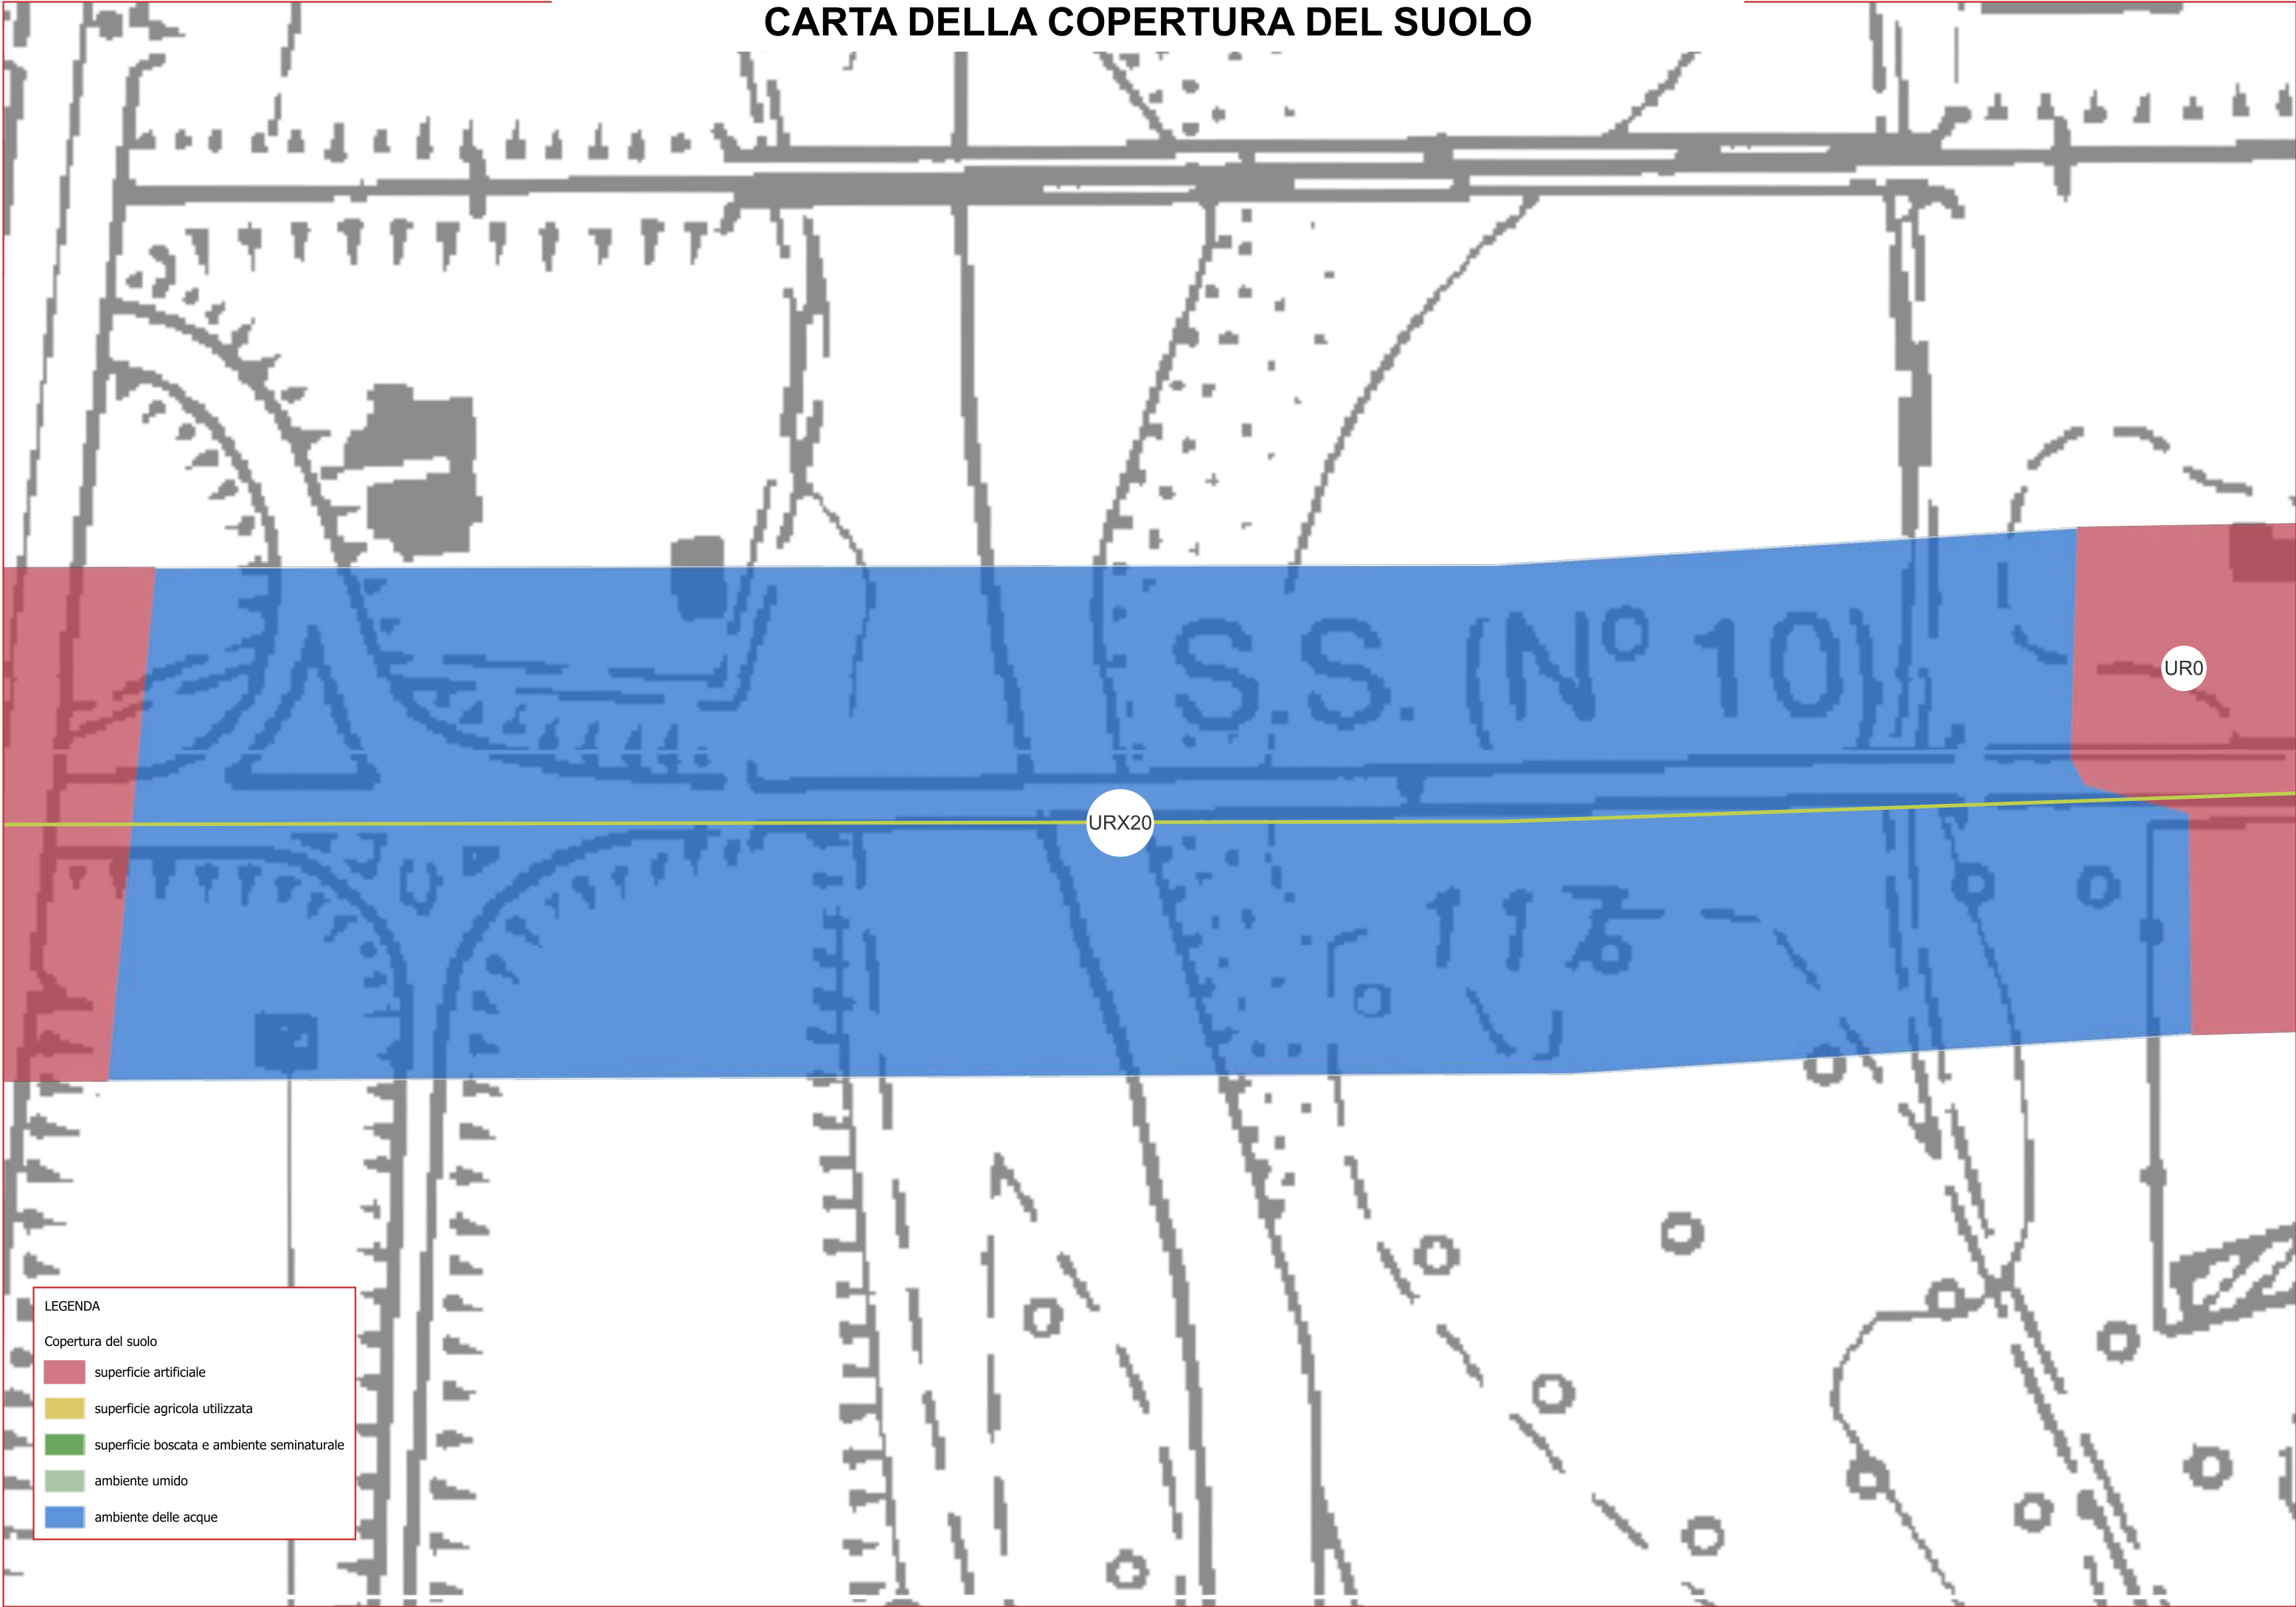 CARTA DELLA COPERTURA DEL SUOLO
S.S. (Nº 10)
UR0
URX20
LEGENDA
Copertura del suolo
superficie artificiale
superficie agricola utilizzata
superficie boscata e ambiente seminaturale
ambiente umido
ambiente delle acque